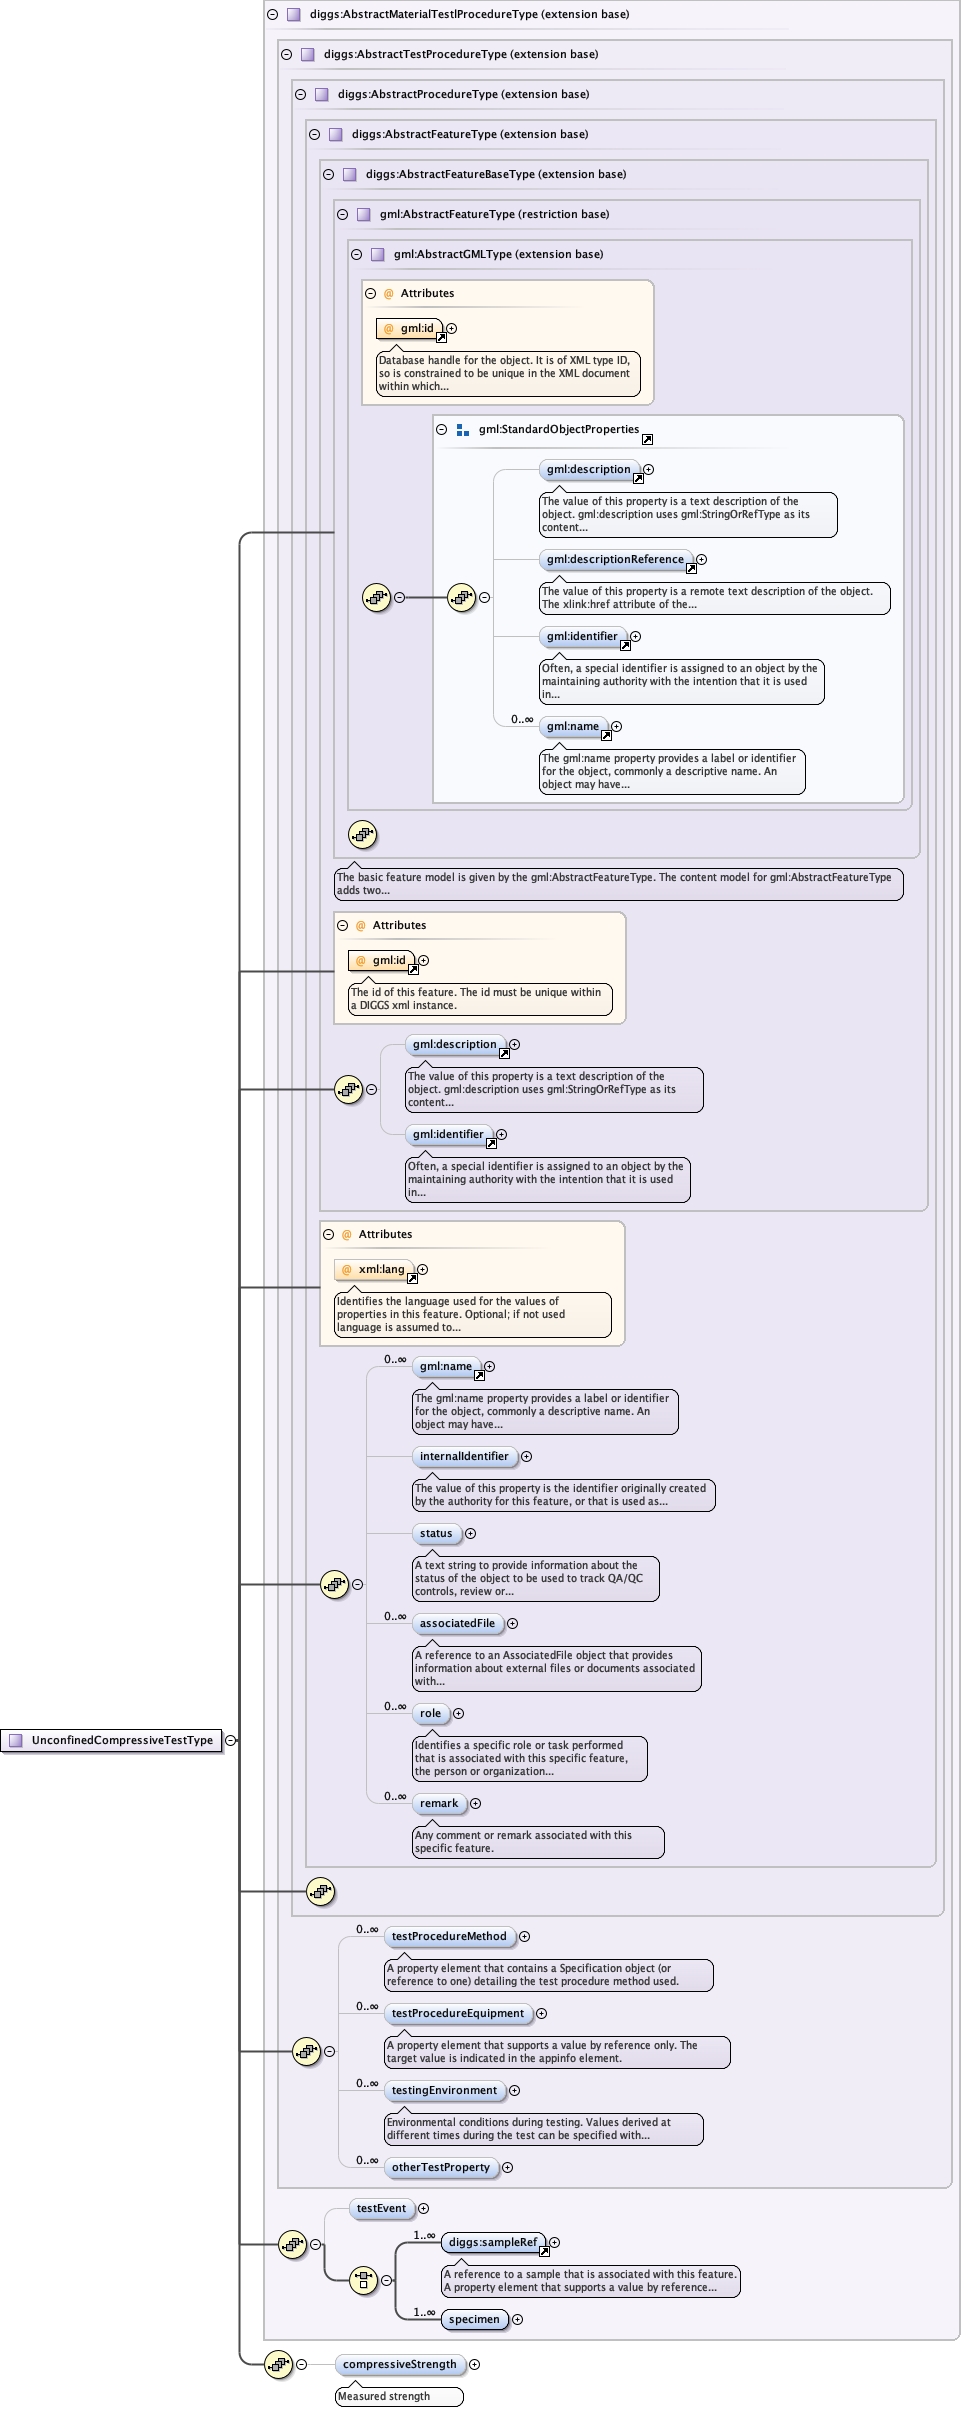 diggs:AbstractMaterialTestlProcedureType (extension base)
diggs:AbstractTestProcedureType (extension base)
diggs:AbstractProcedureType (extension base)
diggs:AbstractFeatureType (extension base)
diggs:AbstractFeatureBaseType (extension base)
gml:AbstractFeatureType (restriction base)
gml:AbstractGMLType (extension base)
@ Attributes
@ gml:id
Database handle for the object. It is of XML type ID,
so is constrained to be unique in the XML document
within which...
gml:StandardObjectProperties
gml:description
The value of this property is a text description of the
object. gml:description uses gml:StringOrRefType as its
content...
gml:descriptionReference
The value of this property is a remote text description of the object.
The xlink:href attribute of the...
gml:identifier
Often, a special identifier is assigned to an object by the
maintaining authority with the intention that it is used
in...
0..∞
gml:name
The gml:name property provides a label or identifier
for the object, commonly a descriptive name. An
object may have...
The basic feature model is given by the gml:AbstractFeatureType. The content model for gml:AbstractFeatureType
adds two...
@ Attributes
@ gml:id
The id of this feature. The id must be unique within
a DIGGS xml instance.
gml:description
The value of this property is a text description of the
object. gml:description uses gml:StringOrRefType as its
content...
gml:identifier
Often, a special identifier is assigned to an object by the
maintaining authority with the intention that it is used
in...
@ Attributes
@ xml:lang
Identifies the language used for the values of
properties in this feature. Optional; if not used
language is assumed to...
0..∞
gml:name
The gml:name property provides a label or identifier
for the object, commonly a descriptive name. An
object may have...
internalIdentifier
The value of this property is the identifier originally created
by the authority for this feature, or that is used as...
status
A text string to provide information about the
status of the object to be used to track QA/QC
controls, review or...
0..∞
associatedFile
A reference to an AssociatedFile object that provides
information about external files or documents associated
with...
0..∞
role
Identifies a specific role or task performed
that is associated with this specific feature,
the person or organization...
UnconfinedCompressiveTestType
0..∞
remark
Any comment or remark associated with this
specific feature.
0..∞
testProcedureMethod
A property element that contains a Specification object (or
reference to one) detailing the test procedure method used.
0..∞
testProcedureEquipment
A property element that supports a value by reference only. The
target value is indicated in the appinfo element.
0..∞
testingEnvironment
Environmental conditions during testing. Values derived at
different times during the test can be specified with...
0..∞
otherTestProperty
testEvent
1..∞
diggs:sampleRef
A reference to a sample that is associated with this feature.
A property element that supports a value by reference...
1..∞
specimen
compressiveStrength
Measured strength